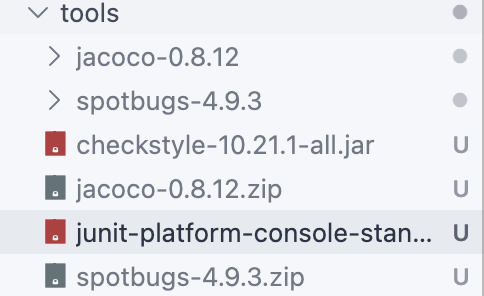 tools
jacoco-0.8.12
spotbugs-4.9.3
checkstyle-10.21.1-all.jar U
jacoco-0.8.12.zip U
junit-platform-console-stan... U
spotbugs-4.9.3.zip U